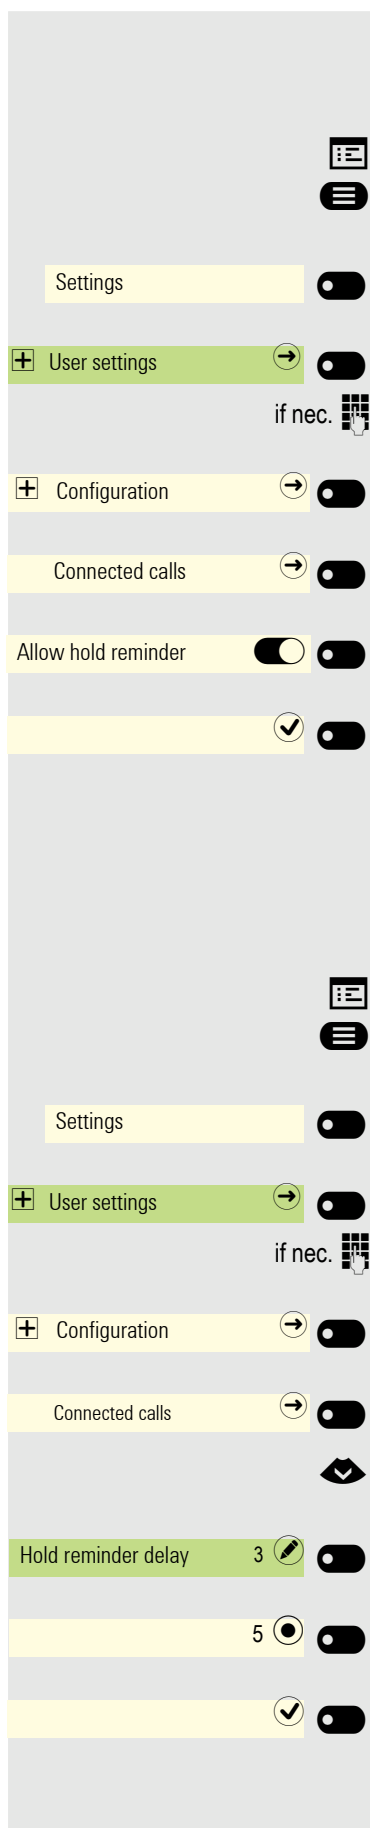 Settings
User settings
if nec.
Configuration
Connected calls
Allow hold reminder
Settings
User settings
if nec.
Configuration
Connected calls
Hold reminder delay 3
5